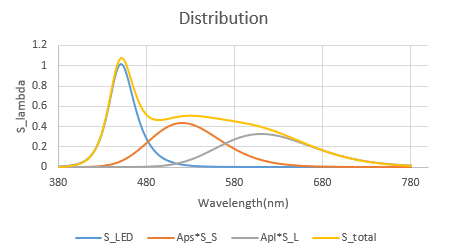 Distribution
1.2
1
0.8
0.6
0.4
0.2
0
S_lambda
380 480 580 680 780
Wavelength(nm)
S_LED Aps*S_S Apl*S_L S_total